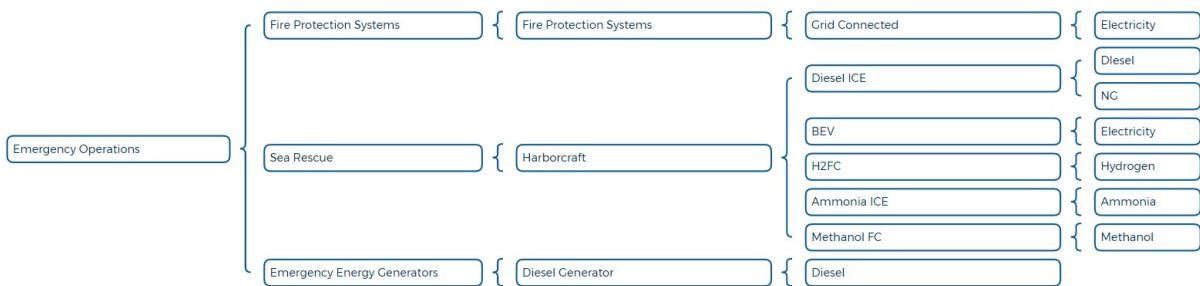 Fire Protection Systems
Fire Protection Systems
Grid Connected
Electricity
DIesel
Diesel ICE
NG
BEV
Electricity
Emergency Operations
Sea Rescue
Harborcraft
H2FC
Hydrogen
Ammonia ICE
Ammonia
Methanol FC
Methanol
Emergency Energy Generators
Diesel Generator
Diesel